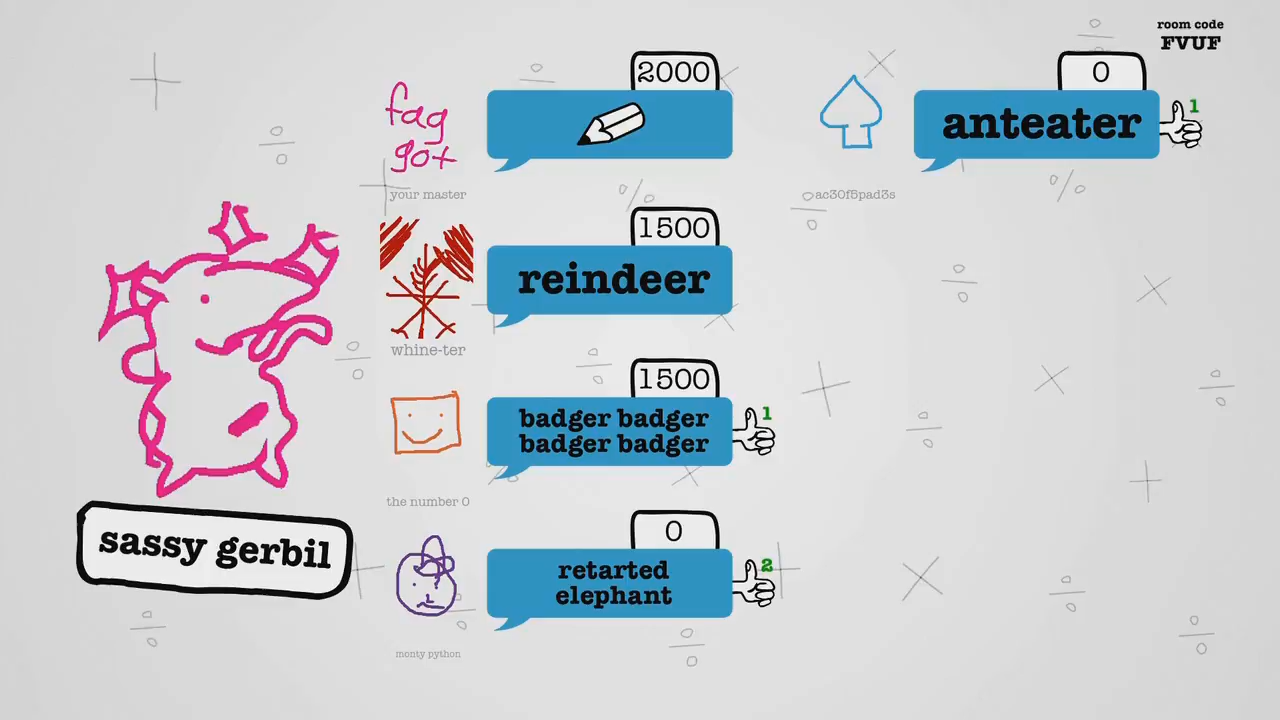 room code
FVUF
2000
fag
got
your master
0
anteater
1
ac30f5pad3s
1500
reindeer
whine-ter
1500
badger badger
badger badger
1
the number 0
0
retarted
elephant
2
monty python
sassy gerbil